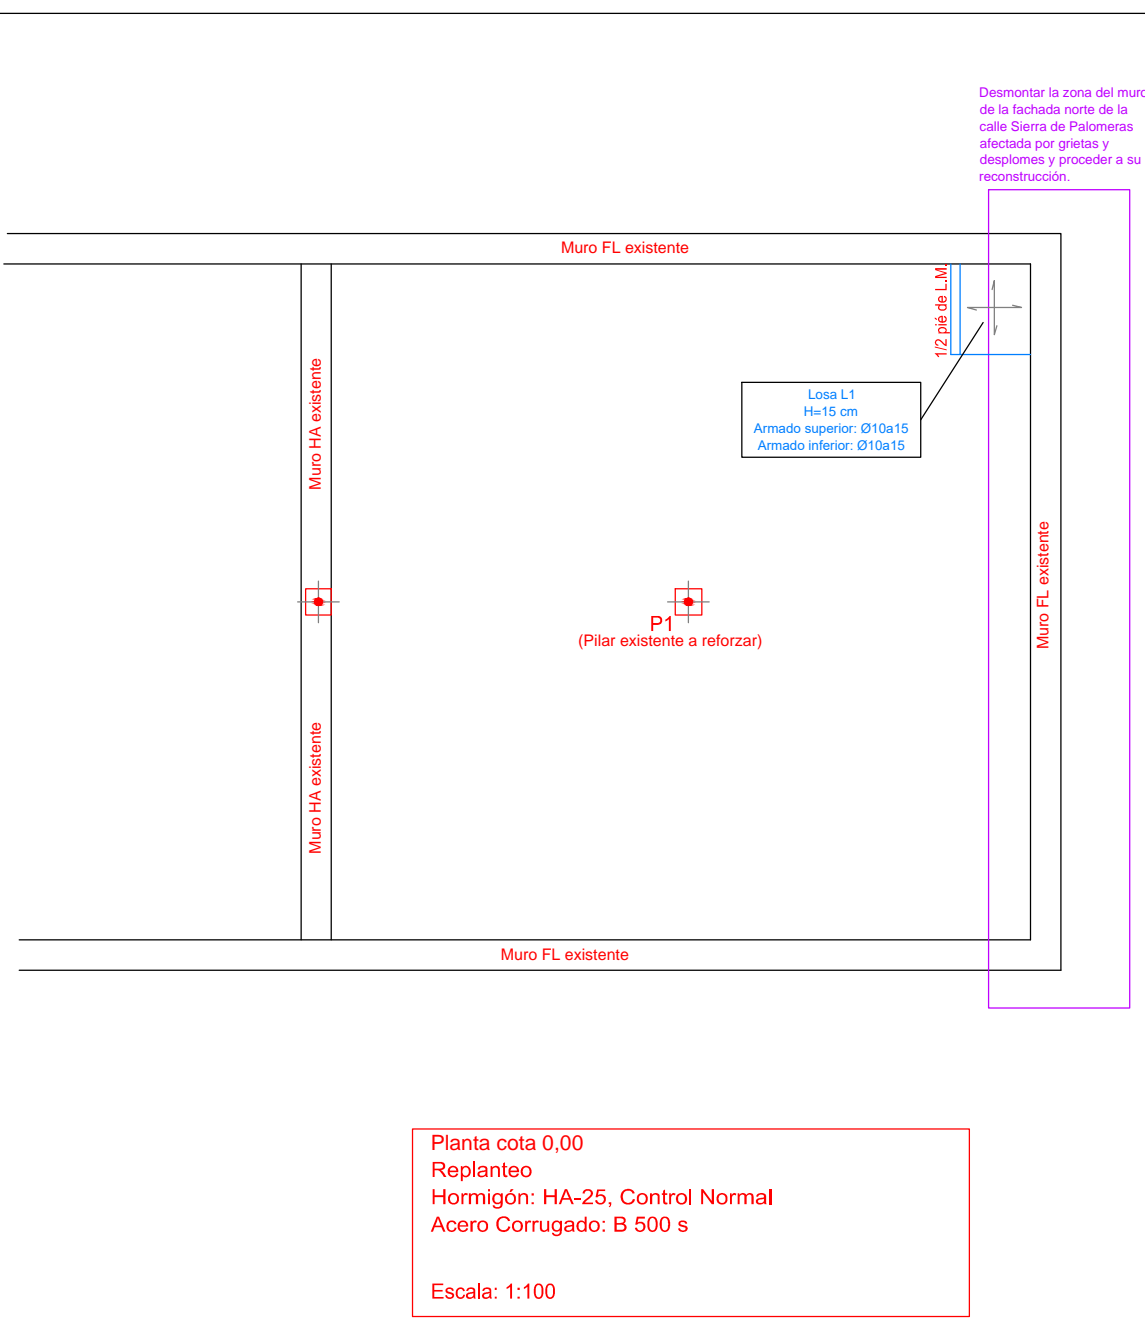 Desmontar la zona del muro
de la fachada norte de la
calle Sierra de Palomeras
afectada por grietas y
desplomes y proceder a su
reconstrucción.
Muro FL existente
1/2 pié de L.M.
Muro HA existente
Losa L1
H=15 cm
Armado superior: Ø10a15
Armado inferior: Ø10a15
Muro FL existente
P1
(Pilar existente a reforzar)
Muro HA existente
Muro FL existente
Planta cota 0,00
Replanteo
Hormigón: HA-25, Control Normal
Acero Corrugado: B 500 s
Escala: 1:100